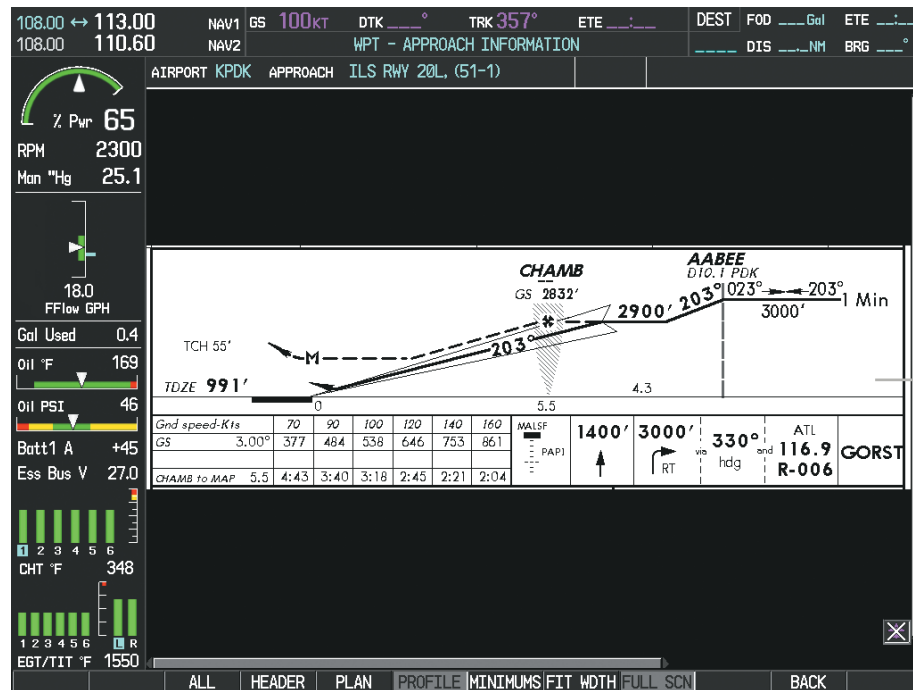 108.00 ↔ 113.00 NAV1 GS 100KT DTK ___° TRK 357° ETE __:__ DEST FOD ___Gal ETE __:__
108.00 110.60 NAV2 WPT - APPROACH INFORMATION ____ DIS __._NM BRG ___°
AIRPORT KPDK APPROACH ILS RWY 20L, (51-1)
% Pwr 65
RPM 2300
Man "Hg 25.1
18.0
FFlow GPH
Gal Used 0.4
Oil °F 169
Oil PSI 46
Batt1 A +45
Ess Bus V 27.0
1 2 3 4 5 6
CHT °F 348
1 2 3 4 5 6 L R
EGT/TIT °F 1550
CHAMB
GS 2832'
AABEE
D10.1 PDK
023° 203°
3000'
1 Min
2900' 203°
203°
TCH 55'
M
TDZE 991'
0 5.5 4.3
Gnd speed-Kts 70 90 100 120 140 160
GS 3.00° 377 484 538 646 753 861
CHAMB to MAP 5.5 4:43 3:40 3:18 2:45 2:21 2:04
MALSF
PAPI
1400'
3000'
RT
via 330° hdg
and ATL 116.9 R-006
GORST
ALL HEADER PLAN PROFILE MINIMUMS FIT WDTH FULL SCN BACK